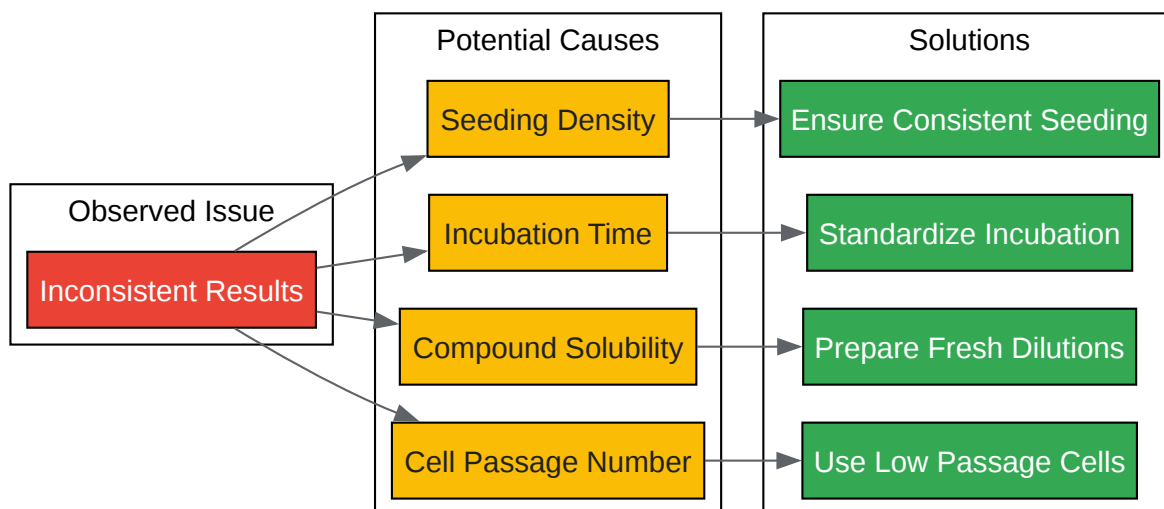 Observed Issue
Inconsistent Results
Potential Causes
Seeding Density
Incubation Time
Compound Solubility
Cell Passage Number
Solutions
Ensure Consistent Seeding
Standardize Incubation
Prepare Fresh Dilutions
Use Low Passage Cells